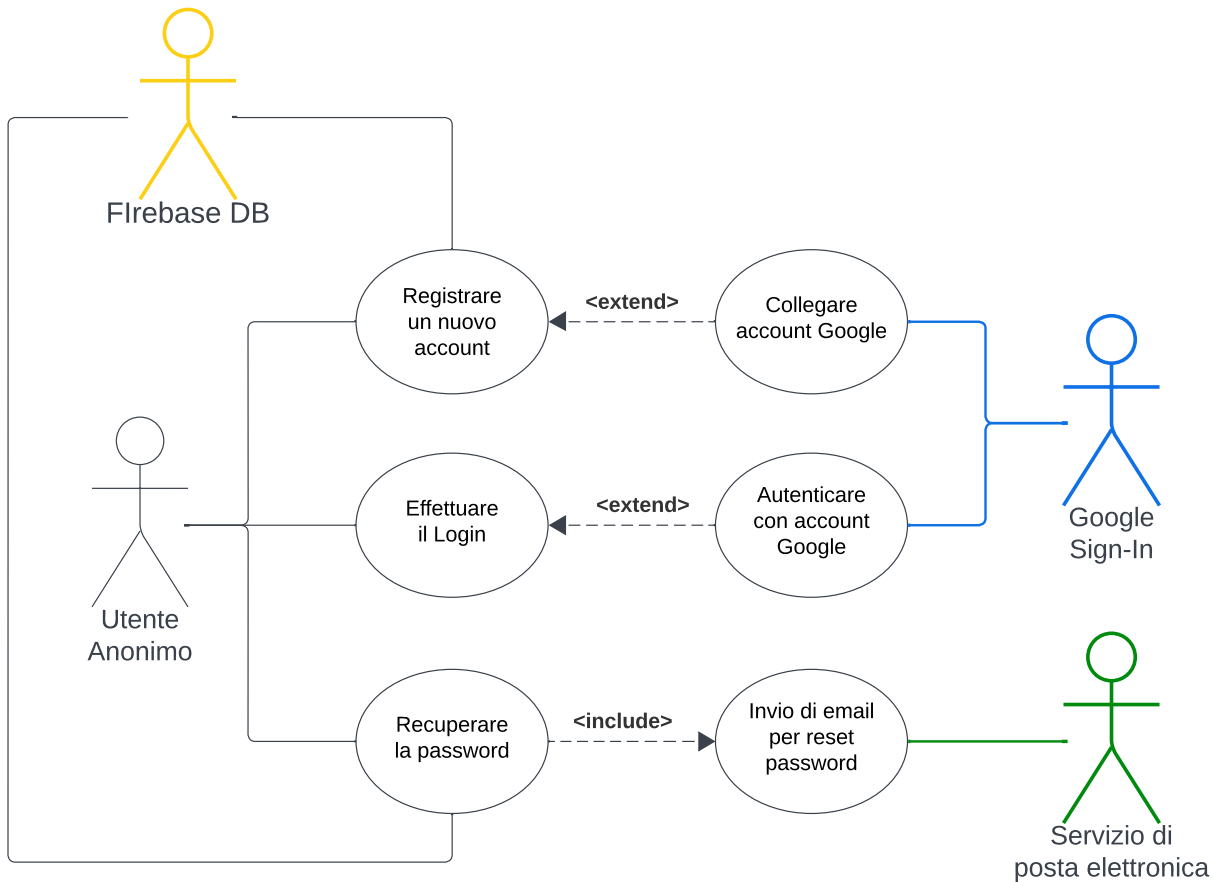 FIrebase DB
Registrare
un nuovo
account
<extend>
Collegare
account Google
Utente
Anonimo
Effettuare
il Login
<extend>
Autenticare
con account
Google
Google
Sign-In
Recuperare
la password
<include>
Invio di email
per reset
password
Servizio di
posta elettronica